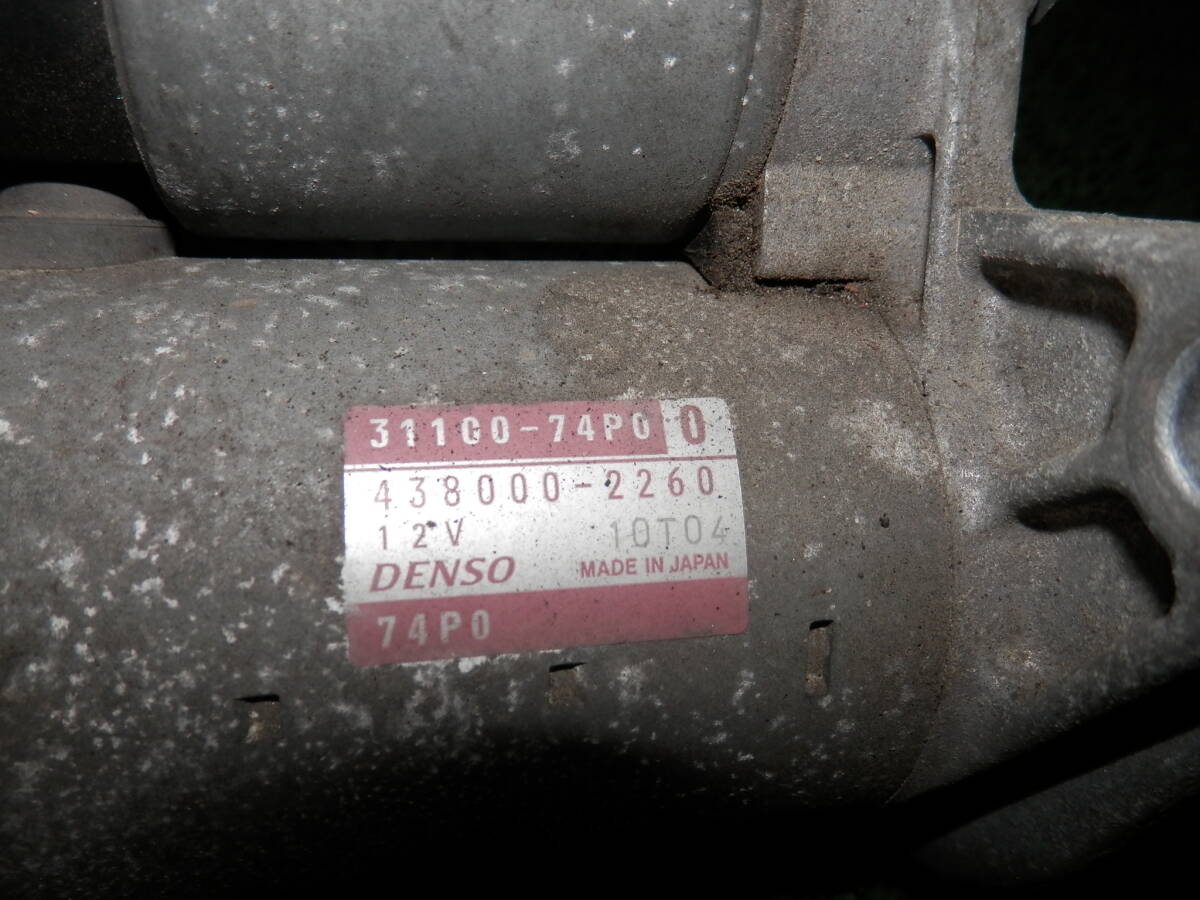 31100-74P0 0
438000-2260
12V 10T04
DENSO MADE IN JAPAN
74P0